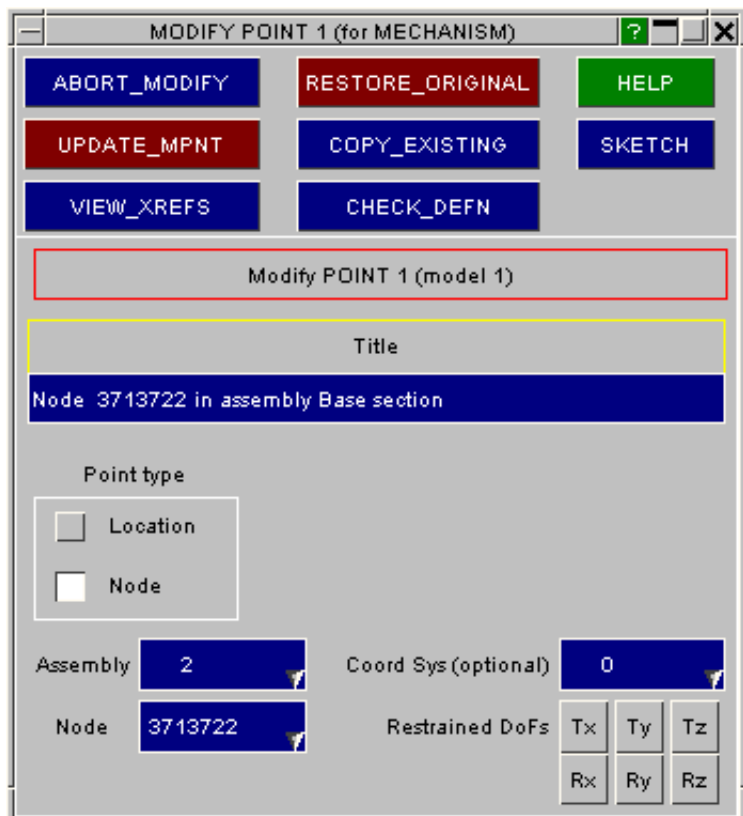 MODIFY POINT 1 (for MECHANISM) ?
ABORT_MODIFY RESTORE_ORIGINAL HELP
UPDATE_MPNT COPY_EXISTING SKETCH
VIEW_XREFS CHECK_DEFN
Modify POINT 1 (model 1)
Title
Node 3713722 in assembly Base section
Point type
Location
Node
Assembly 2 Coord Sys (optional) 0
Node 3713722 Restrained DoFs Tx Ty Tz
Rx Ry Rz